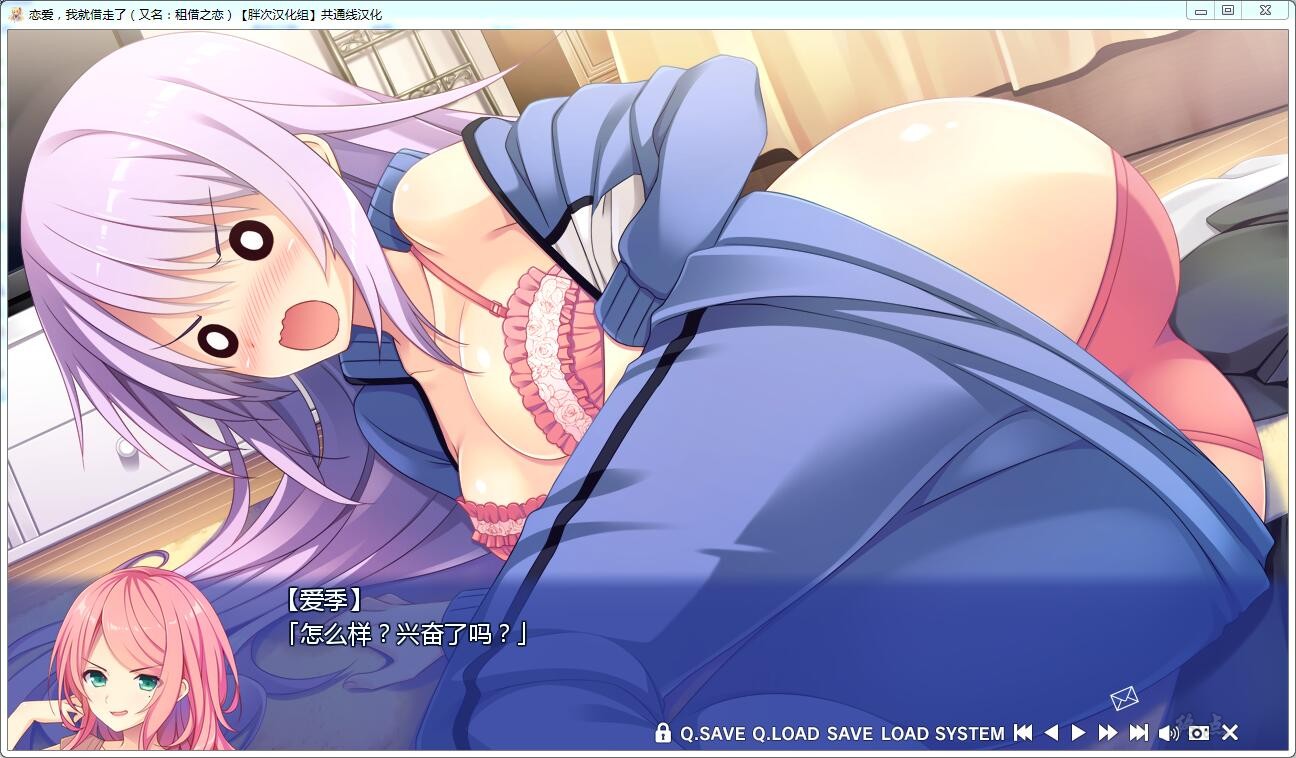 恋爱，我就借走了（又名：租借之恋）【胖次汉化组】共通线汉化
【爱季】
「怎么样？兴奋了吗？」
Q.SAVE Q.LOAD SAVE LOAD SYSTEM